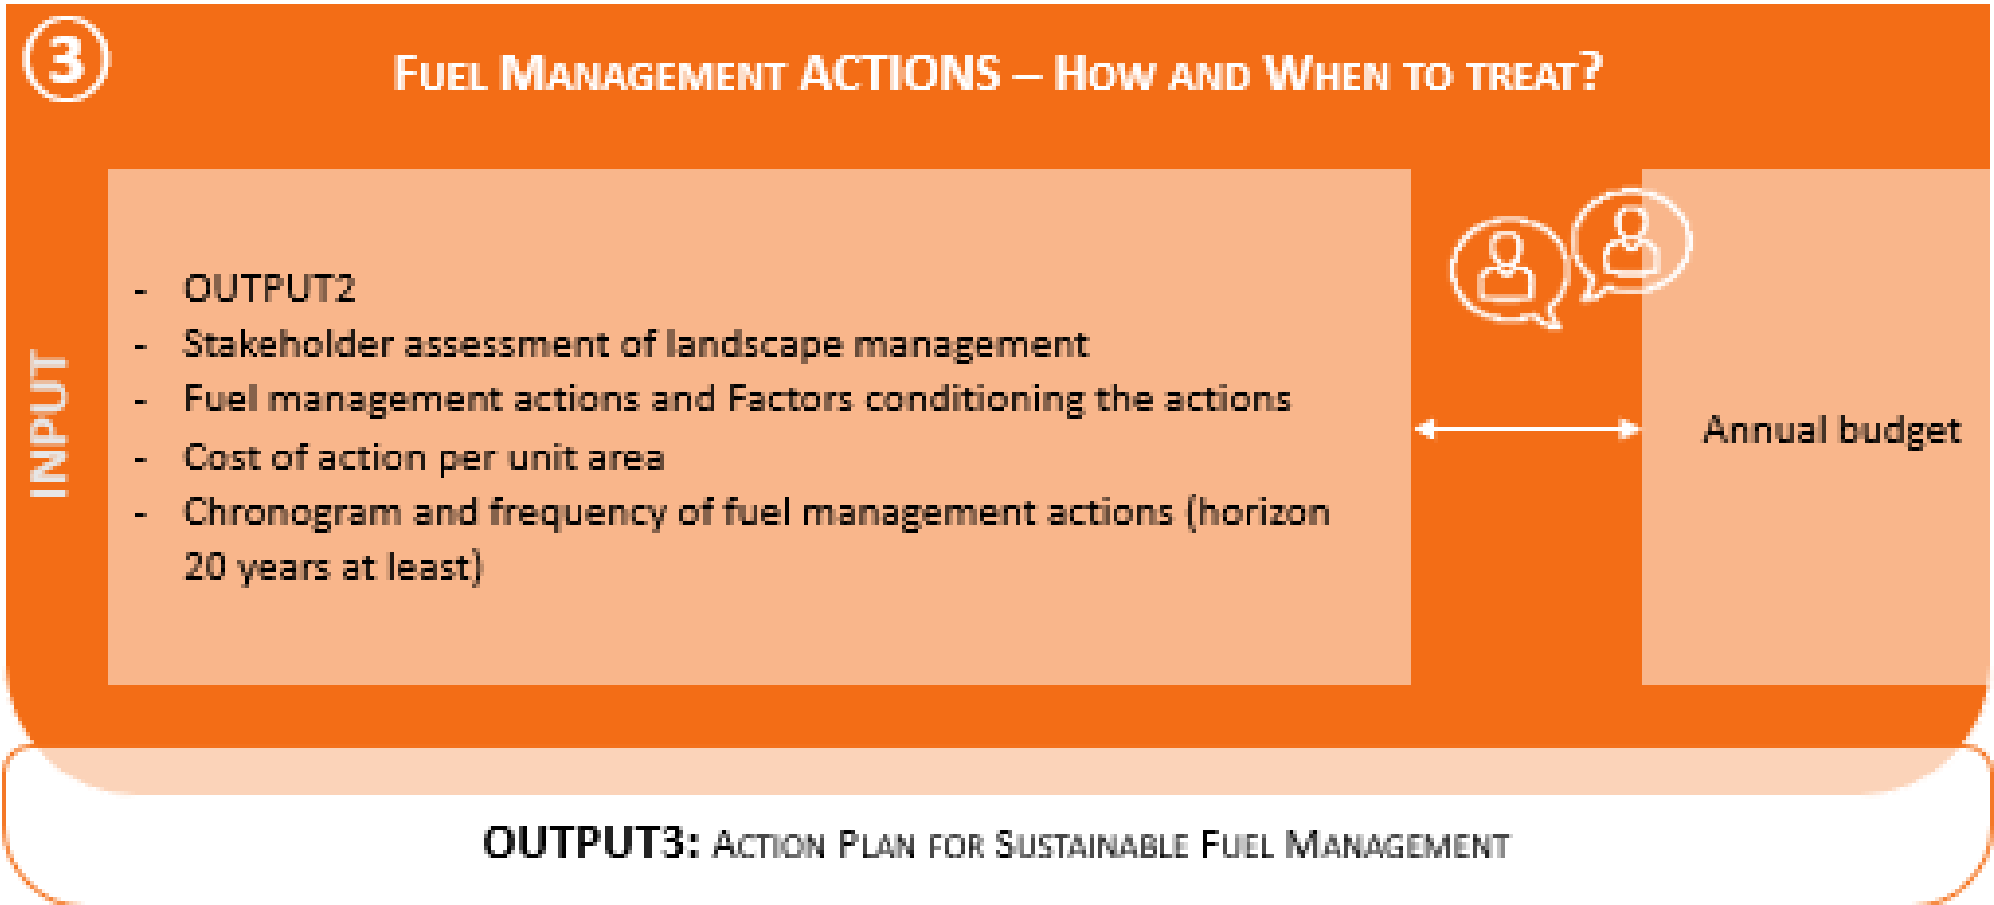 3
FUEL MANAGEMENT ACTIONS – HOW AND WHEN TO TREAT?
INPUT
- OUTPUT2
- Stakeholder assessment of landscape management
- Fuel management actions and Factors conditioning the actions
- Cost of action per unit area
- Chronogram and frequency of fuel management actions (horizon
20 years at least)
Annual budget
OUTPUT3: ACTION PLAN FOR SUSTAINABLE FUEL MANAGEMENT